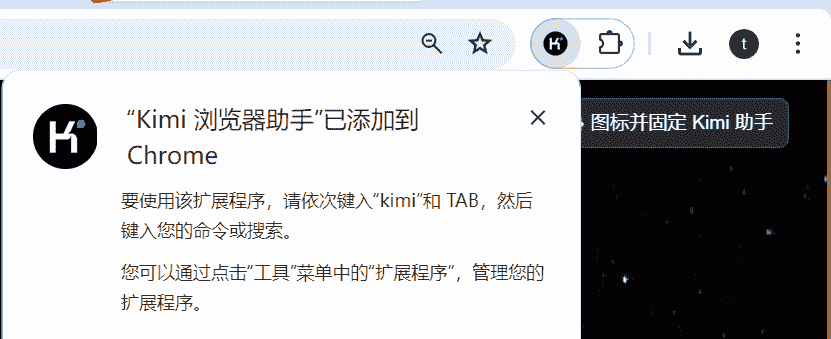 t
“Kimi 浏览器助手”已添加到
Chrome
图标并固定 Kimi 助手
要使用该扩展程序，请依次键入“kimi”和 TAB，然后
键入您的命令或搜索。
您可以通过点击“工具”菜单中的“扩展程序”，管理您的
扩展程序。